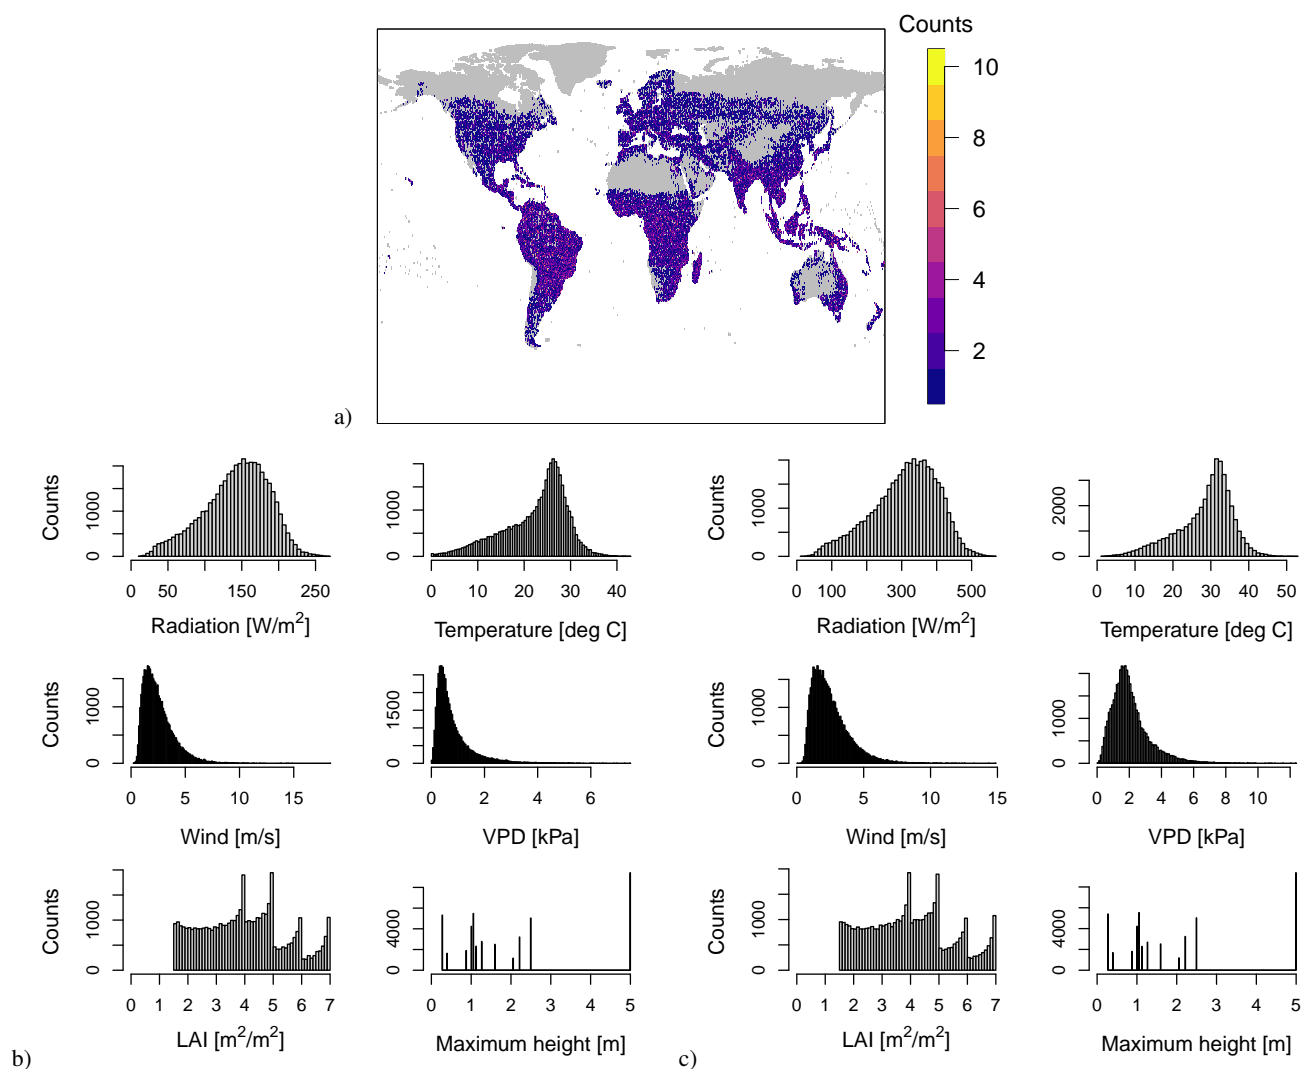 Counts
10
8
6
4
2
a)
Counts
0 1000
0 50 150 250
Radiation [W/m²]
0 1000
0 10 20 30 40
Temperature [deg C]
Counts
0 1000
0 100 300 500
Radiation [W/m²]
0 2000
0 10 20 30 40 50
Temperature [deg C]
Counts
0 1000
0 5 10 15
Wind [m/s]
0 1500
0 2 4 6
VPD [kPa]
Counts
0 1000
0 5 10 15
Wind [m/s]
0 1000
0 2 4 6 8 10
VPD [kPa]
Counts
0 1000
0 1 2 3 4 5 6 7
LAI [m²/m²]
0 4000
0 1 2 3 4 5
Maximum height [m]
b)
Counts
0 1000
0 1 2 3 4 5 6 7
LAI [m²/m²]
0 4000
0 1 2 3 4 5
Maximum height [m]
c)